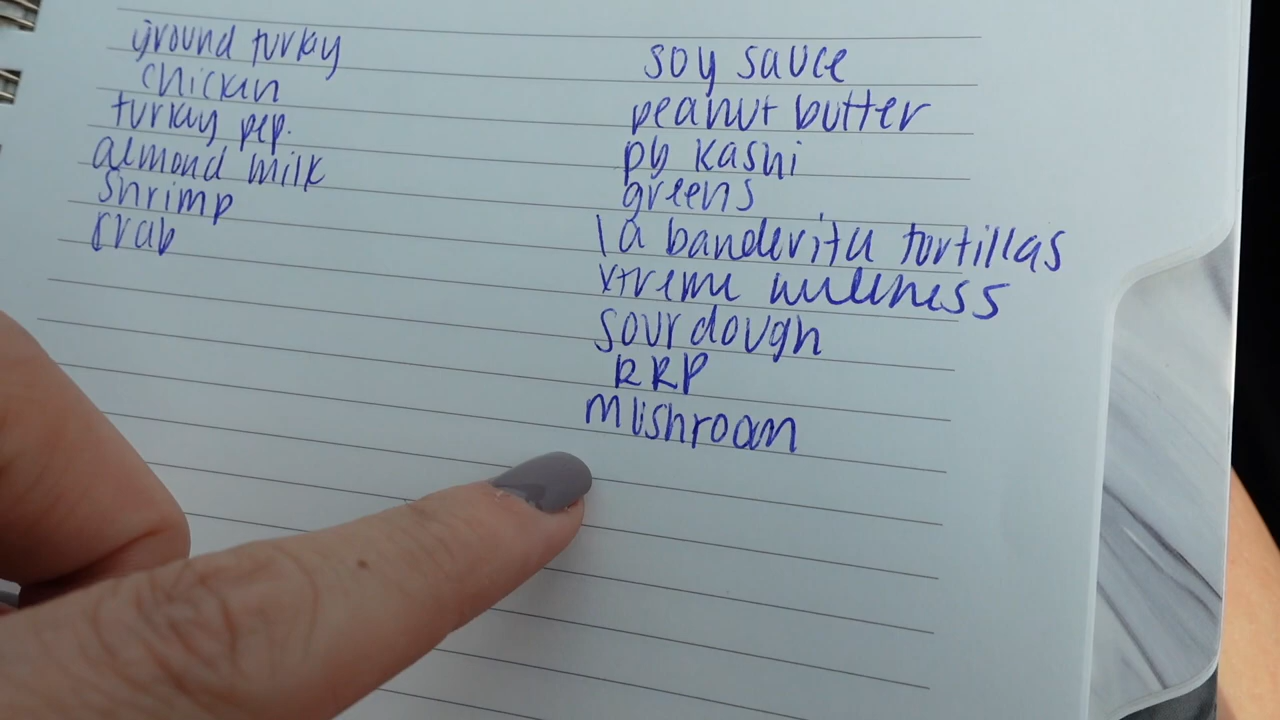 ground turkey
chicken
turkey pep.
almond milk
shrimp
crab
soy sauce
peanut butter
pb kashi
greens
la banderita tortillas
xtreme wellness
sourdough
RRP
mushroom